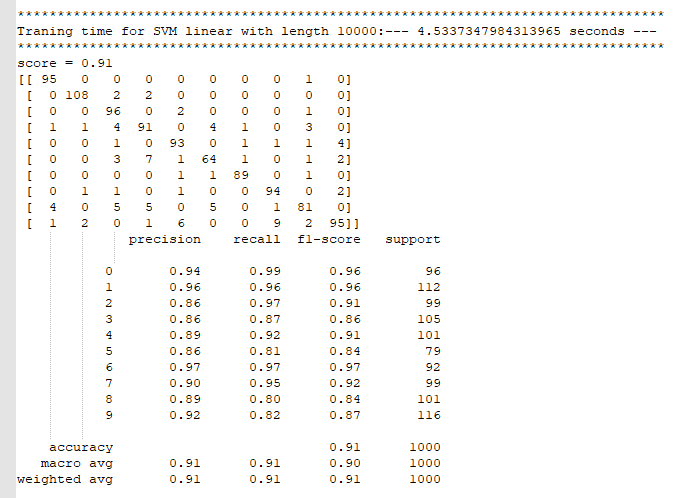 *********************************************************************************
Traning time for SVM linear with length 10000:--- 4.5337347984313965 seconds ---
*********************************************************************************
score = 0.91
[[ 95 0 0 0 0 0 0 0 1 0]
[ 0 108 2 2 0 0 0 0 0 0]
[ 0 0 96 0 2 0 0 0 1 0]
[ 1 1 4 91 0 4 1 0 3 0]
[ 0 0 1 0 93 0 1 1 1 4]
[ 0 0 3 7 1 64 1 0 1 2]
[ 0 0 0 0 1 1 89 0 1 0]
[ 0 1 1 0 1 0 0 94 0 2]
[ 4 0 5 5 0 5 0 1 81 0]
[ 1 2 0 1 6 0 0 9 2 95]]
precision recall f1-score support
0 0.94 0.99 0.96 96
1 0.96 0.96 0.96 112
2 0.86 0.97 0.91 99
3 0.86 0.87 0.86 105
4 0.89 0.92 0.91 101
5 0.86 0.81 0.84 79
6 0.97 0.97 0.97 92
7 0.90 0.95 0.92 99
8 0.89 0.80 0.84 101
9 0.92 0.82 0.87 116
accuracy 0.91 1000
macro avg 0.91 0.91 0.90 1000
weighted avg 0.91 0.91 0.91 1000